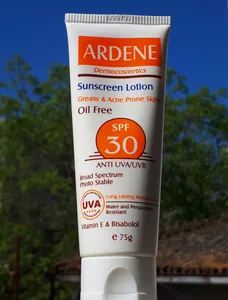 ARDENE
Dermocosmetics
Sunscreen Lotion
Greasy & Acne Prone Skin
Oil Free
SPF
30
ANTI UVA/UVB
Broad Spectrum
Photo Stable
UVA
Long Lasting
Water and Perspiration
Resistant
Vitamin E & Bisabolol
e 75g